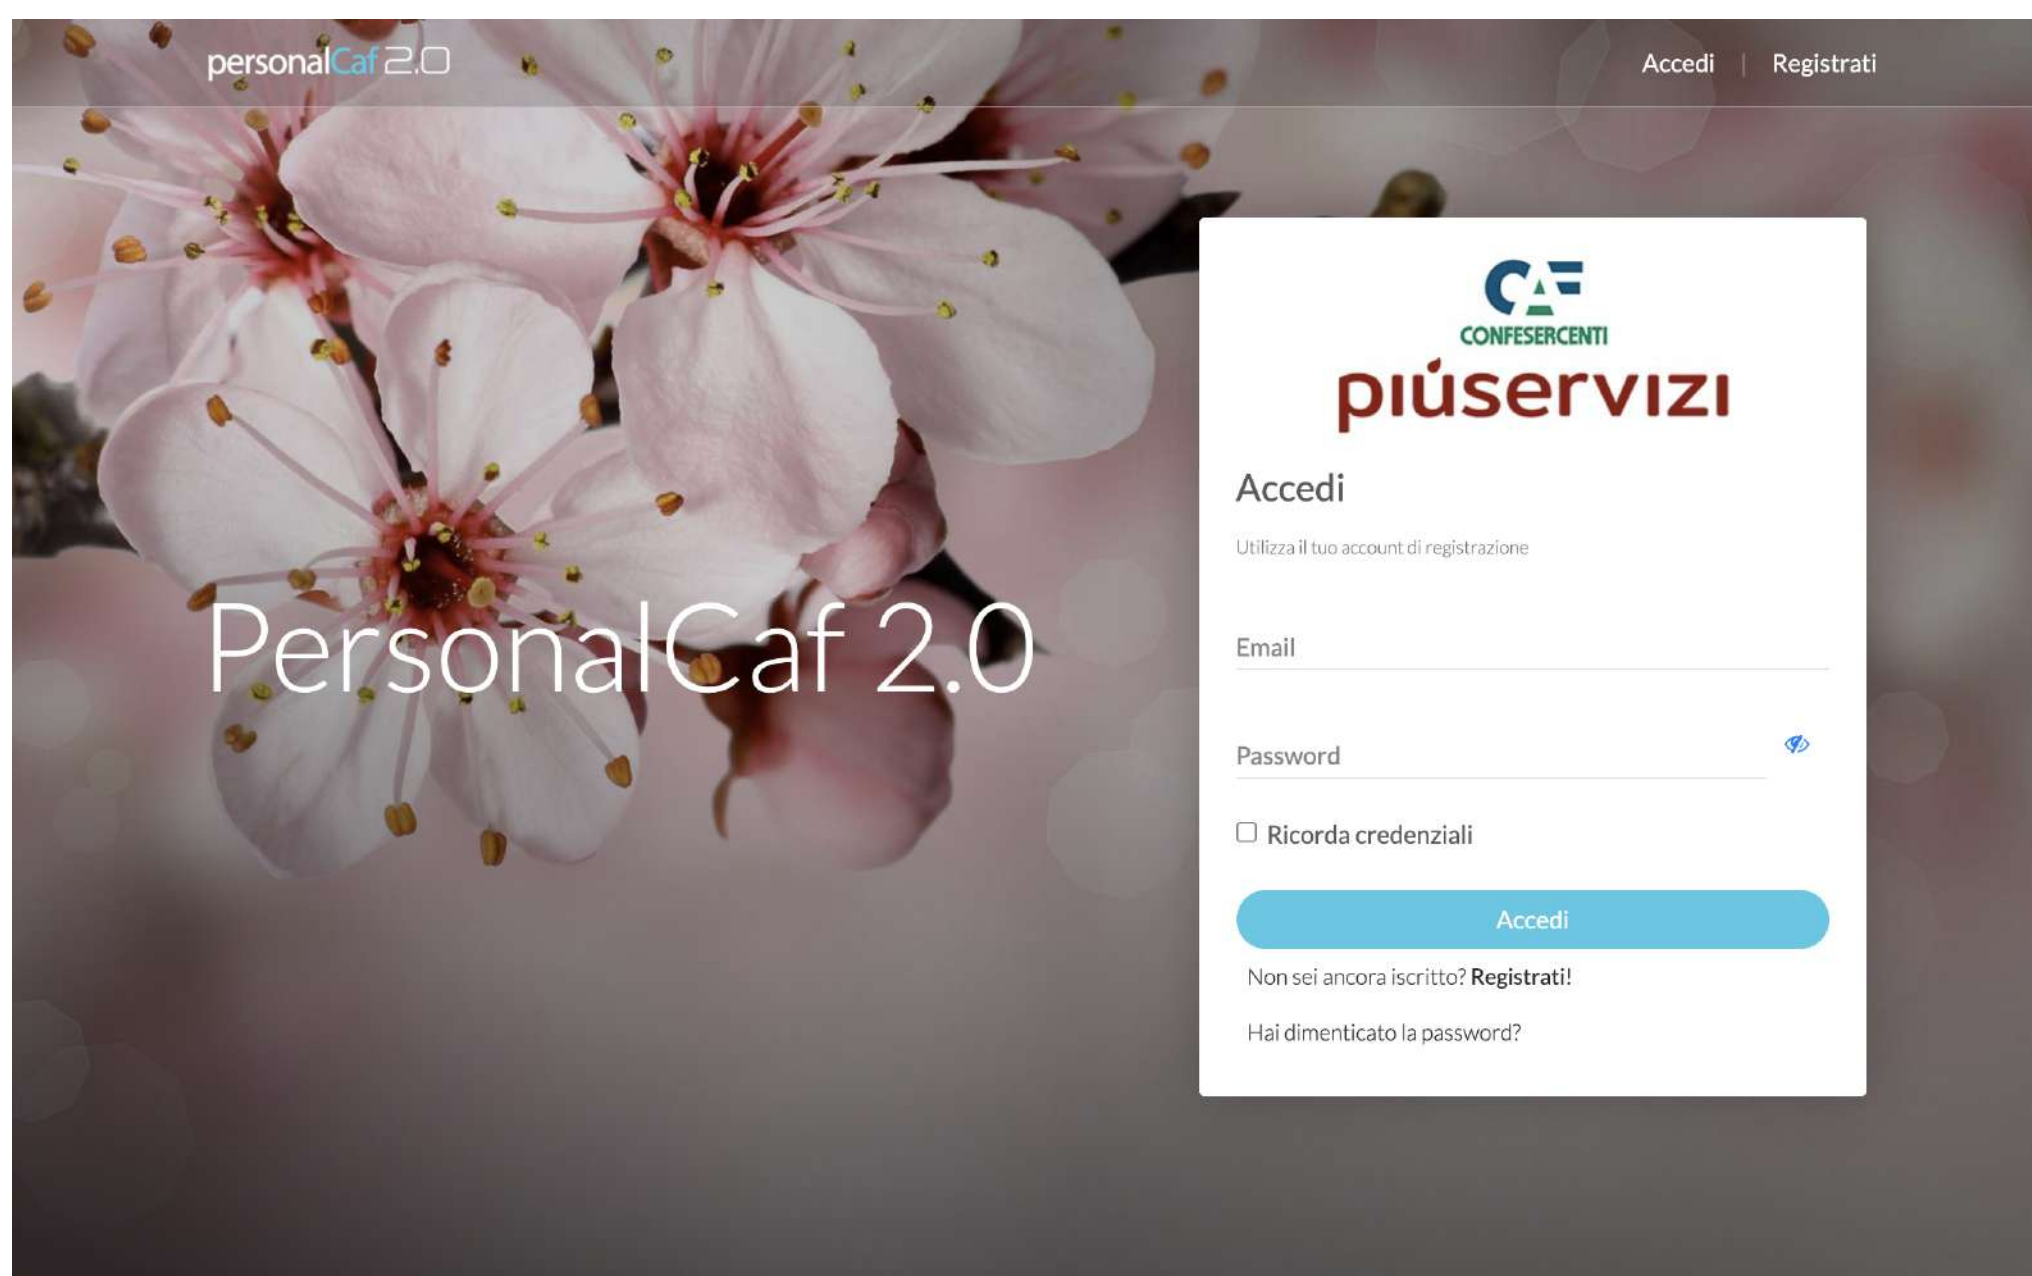 personalCaf 2.0
Accedi | Registrati
CAF
CONFESERCENTI
piúservizi
Accedi
Utilizza il tuo account di registrazione
PersonalCaf 2.0
Email
Password
Ricorda credenziali
Accedi
Non sei ancora iscritto? Registrati!
Hai dimenticato la password?